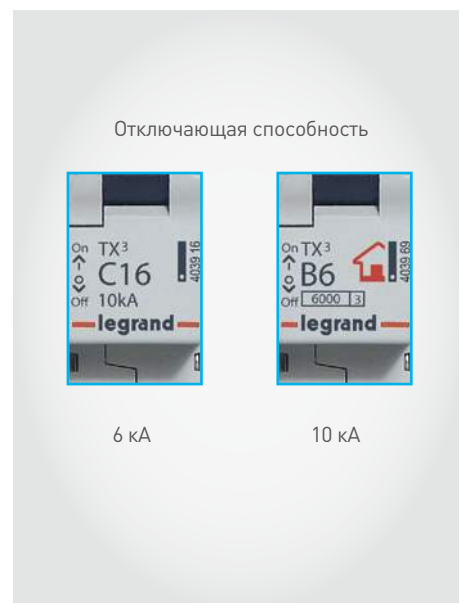 Отключающая способность
On TX³
C16
Off 10kA
legrand
4039 16
On TX³
B6
Off 6000 3
legrand
4039 69
6 кА
10 кА